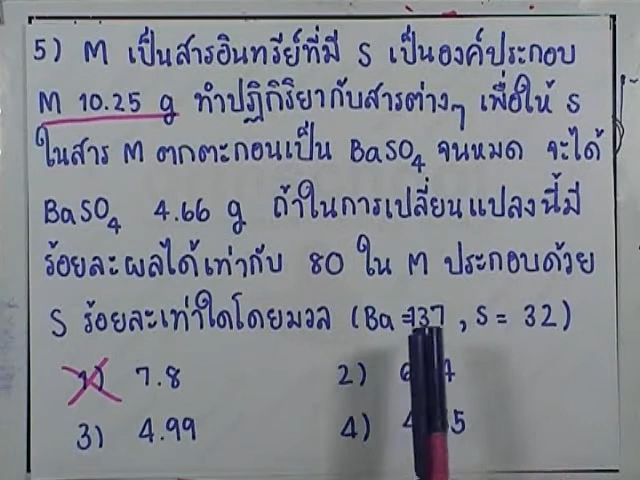 5) M เป็นสารอินทรีย์ที่มี S เป็นองค์ประกอบ
M 10.25 g ทำปฏิกิริยากับสารต่างๆ เพื่อให้ S
ในสาร M ตกตะกอนเป็น BaSO₄ จนหมด จะได้
BaSO₄ 4.66 g ถ้าในการเปลี่ยนแปลงนี้มี
ร้อยละผลได้เท่ากับ 80 ใน M ประกอบด้วย
S ร้อยละเท่าใดโดยมวล (Ba = 137, S = 32)
1) 7.8 2)
3) 4.99 4)